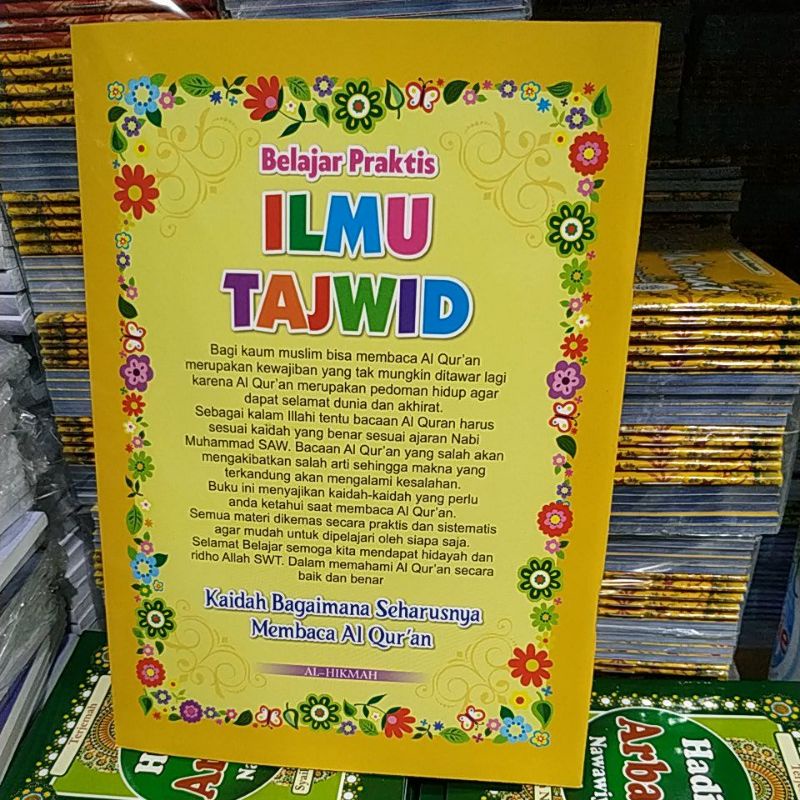 Belajar Praktis
ILMU
TAJWID
Bagi kaum muslim bisa membaca Al Qur'an
merupakan kewajiban yang tak mungkin ditawar lagi
karena Al Qur'an merupakan pedoman hidup agar
dapat selamat dunia dan akhirat.
Sebagai kalam Illahi tentu bacaan Al Quran harus
sesuai kaidah yang benar sesuai ajaran Nabi
Muhammad SAW. Bacaan Al Qur'an yang salah akan
mengakibatkan salah arti sehingga makna yang
terkandung akan mengalami kesalahan.
Buku ini menyajikan kaidah-kaidah yang perlu
anda ketahui saat membaca Al Qur'an.
Semua materi dikemas secara praktis dan sistematis
agar mudah untuk dipelajari oleh siapa saja.
Selamat Belajar semoga kita mendapat hidayah dan
ridho Allah SWT. Dalam memahami Al Qur'an secara
baik dan benar
Kaidah Bagaimana Seharusnya
Membaca Al Qur'an
AL-HIKMAH
Terjemah
Hadi
Arba
Nawawi